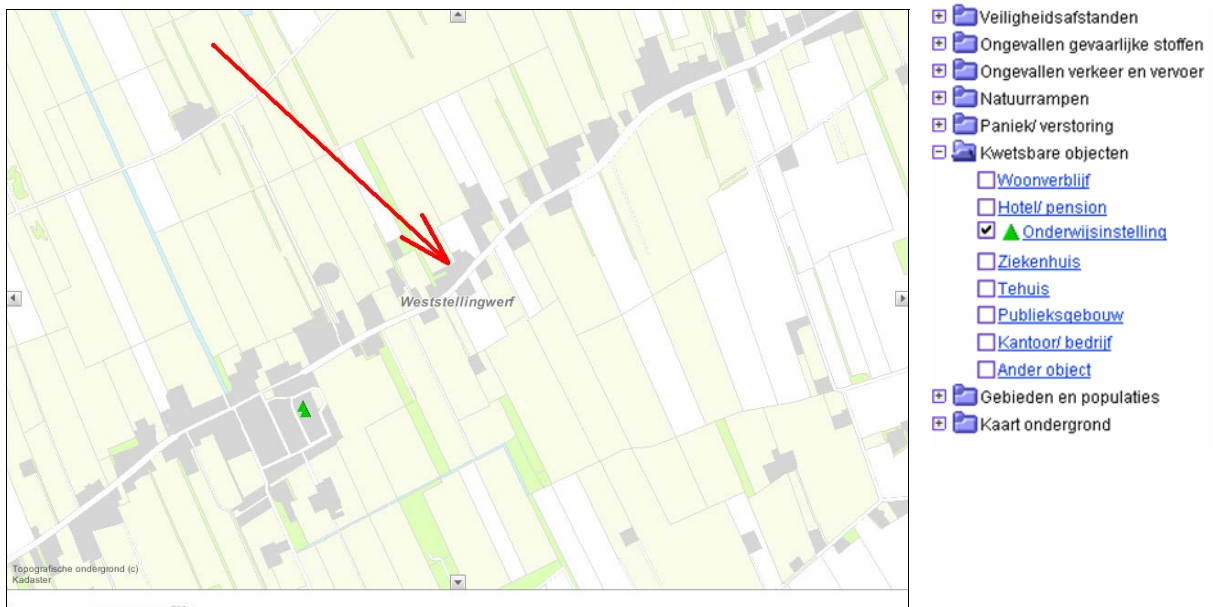 Weststellingwerf
Topografische ondergrond (c)
Kadaster
Veiligheidsafstanden
Ongevallen gevaarlijke stoffen
Ongevallen verkeer en vervoer
Natuurrampen
Paniek/ verstoring
Kwetsbare objecten
Woonverblijf
Hotel/ pension
Onderwijsinstelling
Ziekenhuis
Tehuis
Publieksgebouw
Kantoor/ bedrijf
Ander object
Gebieden en populaties
Kaart ondergrond